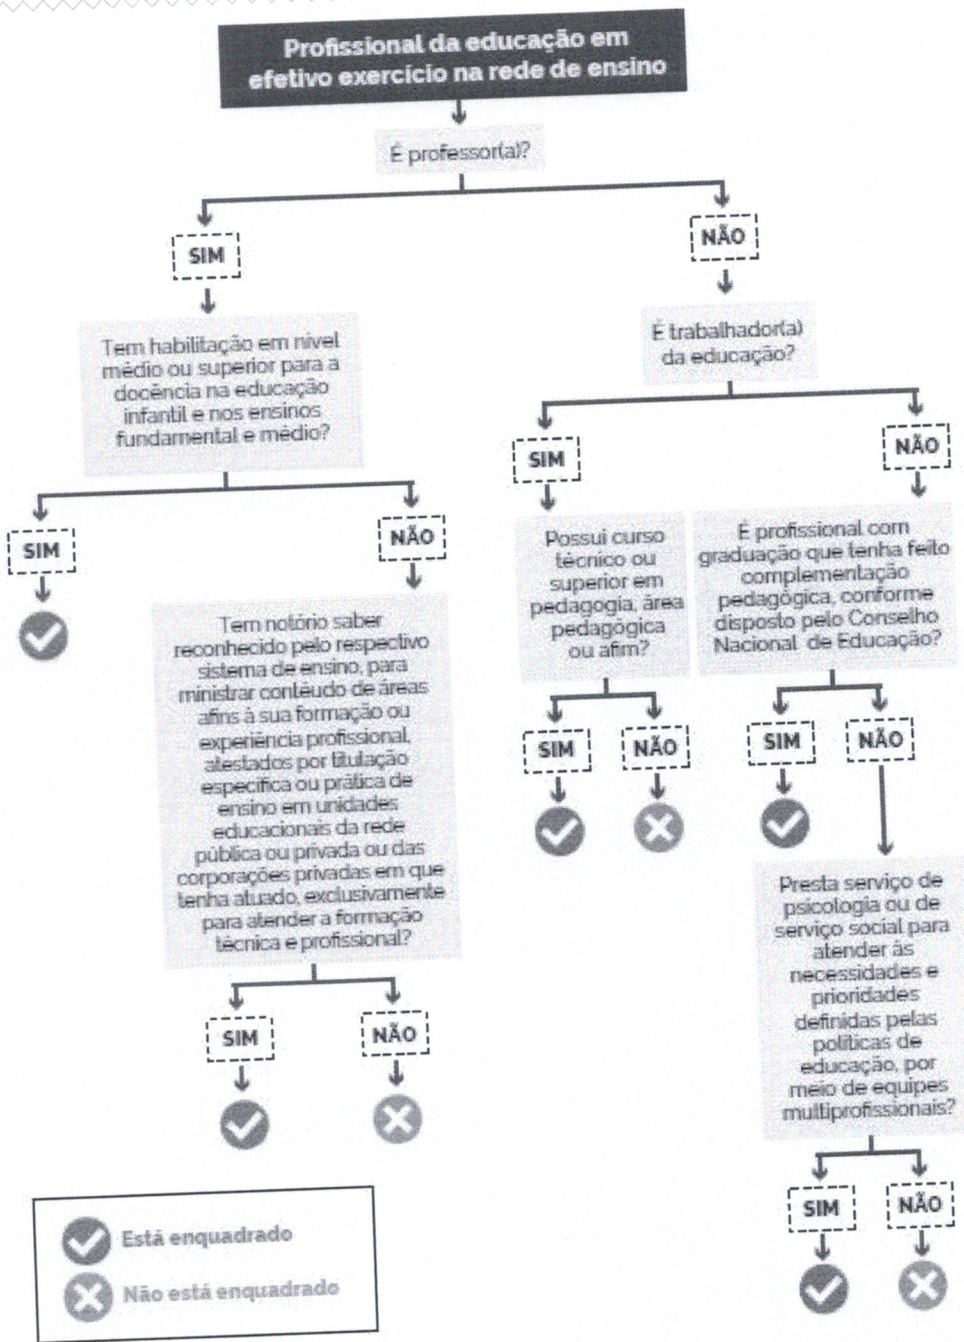 Profissional da educação em
efetivo exercício na rede de ensino
É professor(a)?
SIM
NÃO
Tem habilitação em nível
médio ou superior para a
docência na educação
infantil e nos ensinos
fundamental e médio?
É trabalhador(a)
da educação?
SIM
NÃO
SIM
NÃO
Tem notório saber
reconhecido pelo respectivo
sistema de ensino, para
ministrar conteúdo de áreas
afins à sua formação ou
experiência profissional,
atestados por titulação
específica ou prática de
ensino em unidades
educacionais da rede
pública ou privada ou das
corporações privadas em que
tenha atuado, exclusivamente
para atender a formação
técnica e profissional?
Possui curso
técnico ou
superior em
pedagogia, área
pedagógica
ou afim?
É profissional com
graduação que tenha feito
complementação
pedagógica, conforme
disposto pelo Conselho
Nacional de Educação?
SIM
NÃO
SIM
NÃO
Presta serviço de
psicologia ou de
serviço social para
atender às
necessidades e
prioridades
definidas pelas
políticas de
educação, por
meio de equipes
multiprofissionais?
SIM
NÃO
SIM
NÃO
Está enquadrado
Não está enquadrado